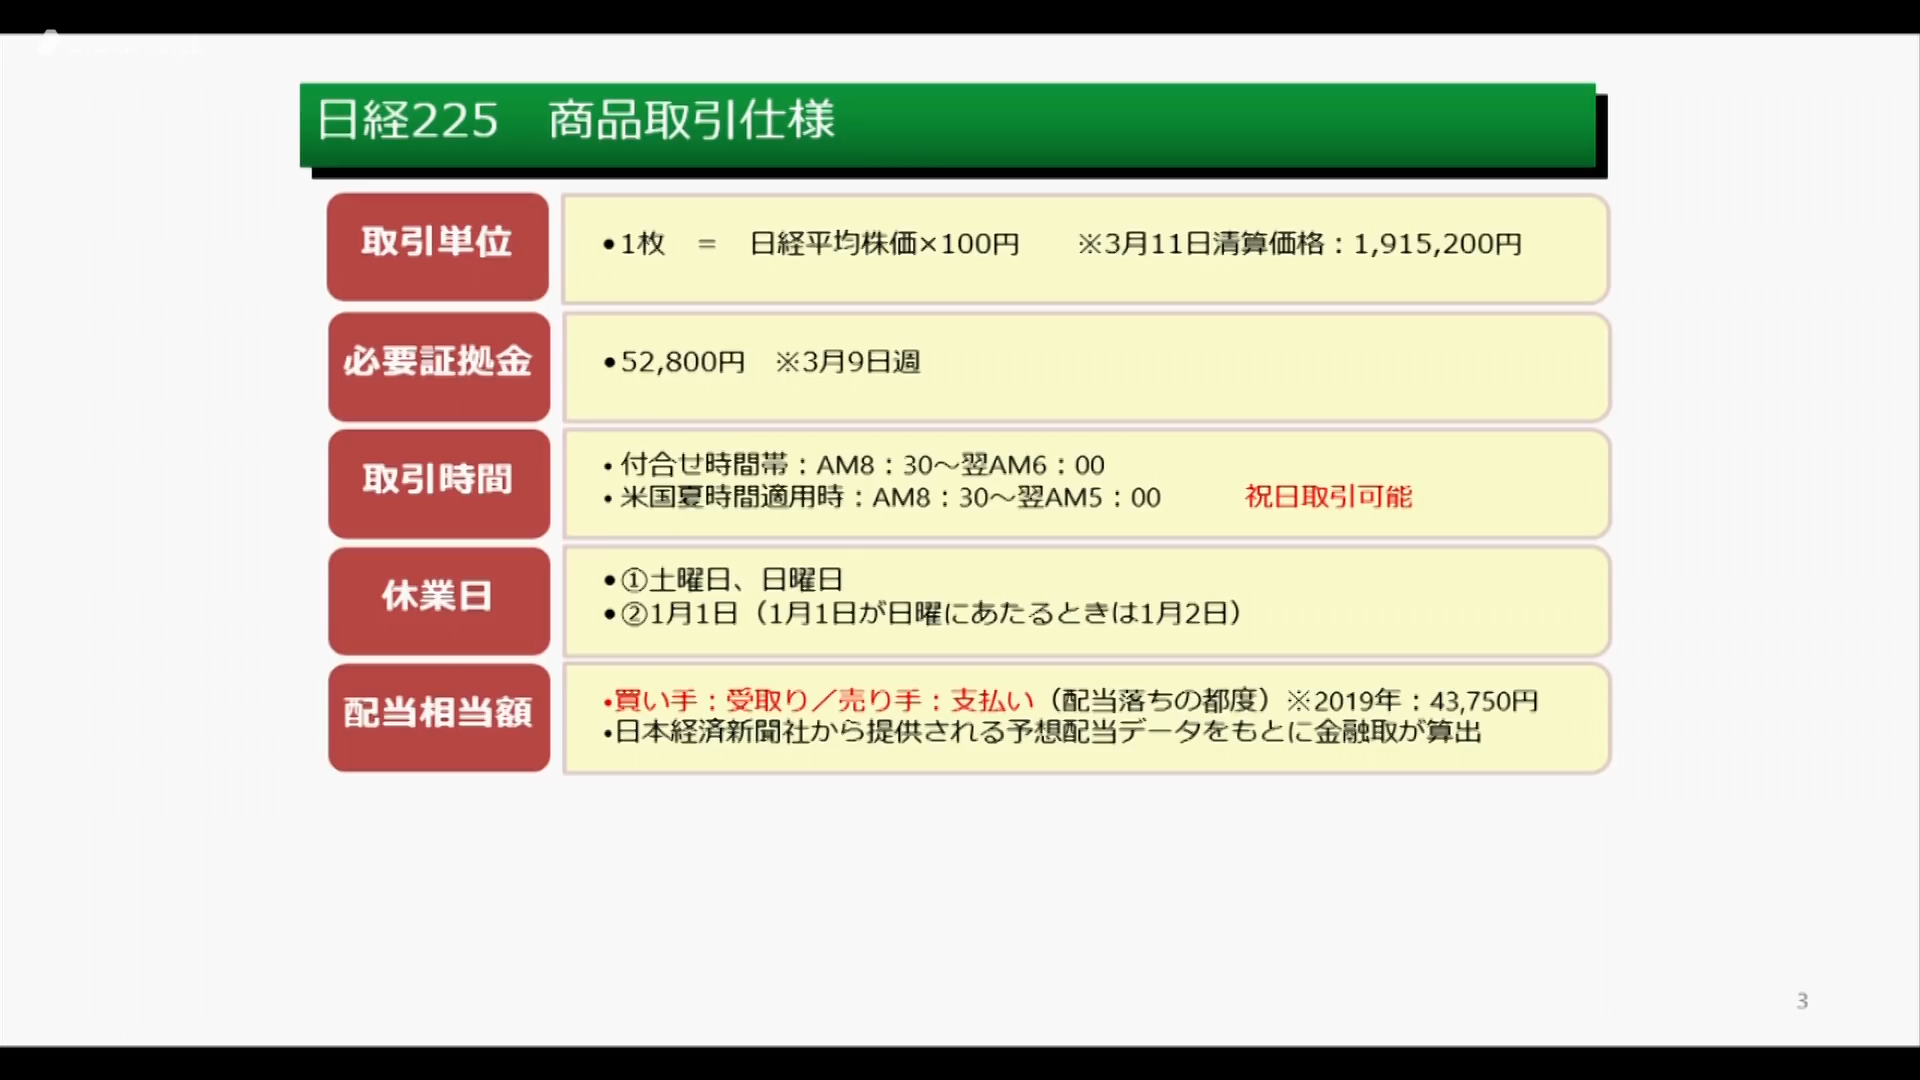 日経225　商品取引仕様
取引単位
•1枚　＝　日経平均株価×100円　　※3月11日清算価格：1,915,200円
必要証拠金
•52,800円　※3月9日週
取引時間
•付合せ時間帯：AM8：30～翌AM6：00
•米国夏時間適用時：AM8：30～翌AM5：00　　　祝日取引可能
休業日
•①土曜日、日曜日
•②1月1日（1月1日が日曜にあたるときは1月2日）
配当相当額
•買い手：受取り／売り手：支払い（配当落ちの都度）※2019年：43,750円
•日本経済新聞社から提供される予想配当データをもとに金融取が算出
3